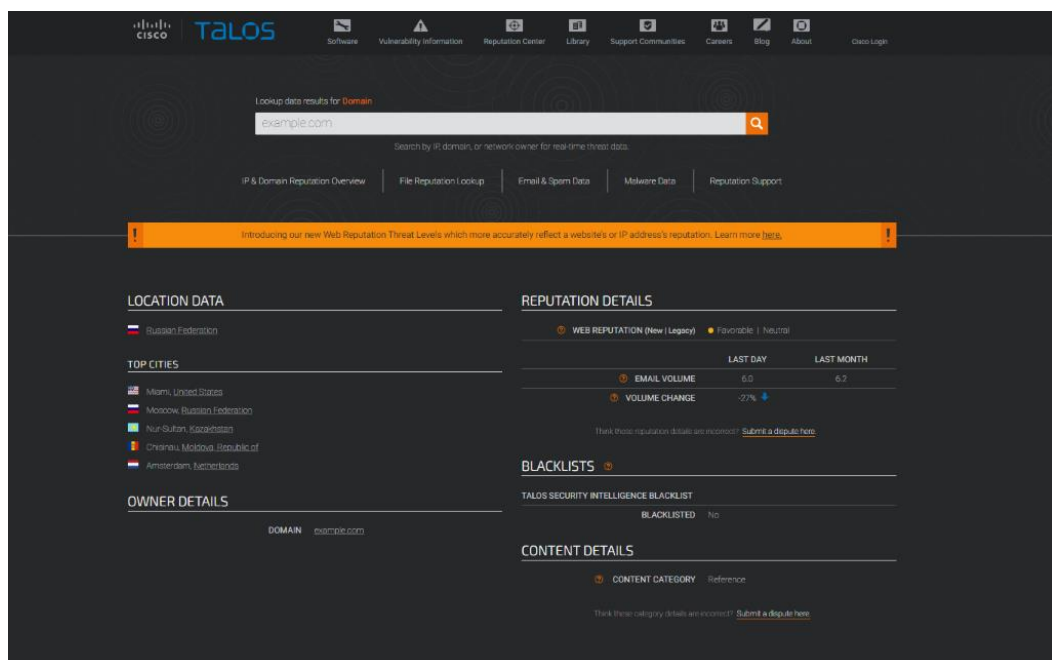 CISCO TALOS
Software Vulnerability Information Reputation Center Library Support Communities Careers Blog About Cisco Login
Lookup data results for Domain
example.com
Search by IP, domain, or network owner for real-time threat data.
IP & Domain Reputation Overview File Reputation Lookup Email & Spam Data Malware Data Reputation Support
! Introducing our new Web Reputation Threat Levels which more accurately reflect a website's or IP address's reputation. Learn more here. !
LOCATION DATA
Russian Federation
TOP CITIES
Miami, United States
Moscow, Russian Federation
Nur-Sultan, Kazakhstan
Chisinau, Moldova, Republic of
Amsterdam, Netherlands
OWNER DETAILS
DOMAIN example.com
REPUTATION DETAILS
? WEB REPUTATION (New | Legacy) Favorable | Neutral
LAST DAY LAST MONTH
? EMAIL VOLUME 6.0 6.2
? VOLUME CHANGE -27%
Think these reputation details are incorrect? Submit a dispute here.
BLACKLISTS ?
TALOS SECURITY INTELLIGENCE BLACKLIST
BLACKLISTED No
CONTENT DETAILS
? CONTENT CATEGORY Reference
Think these category details are incorrect? Submit a dispute here.